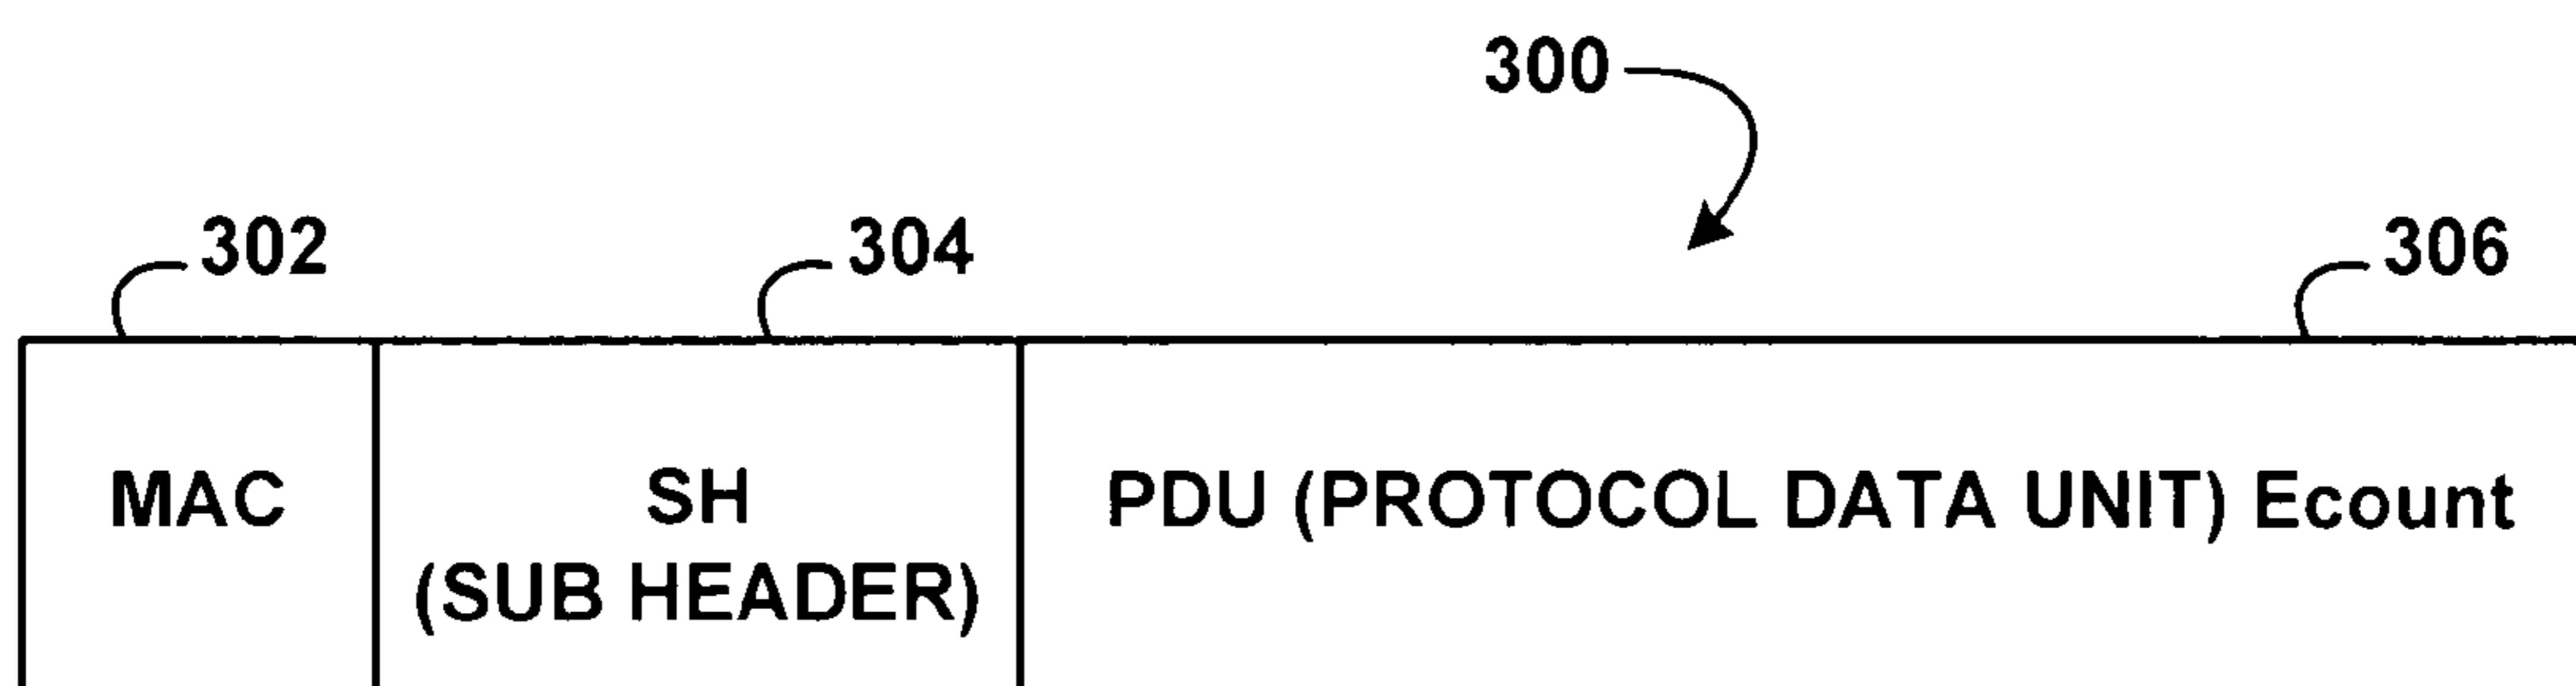 300
302
304
306
MAC
SH
(SUB HEADER)
PDU (PROTOCOL DATA UNIT) Ecount